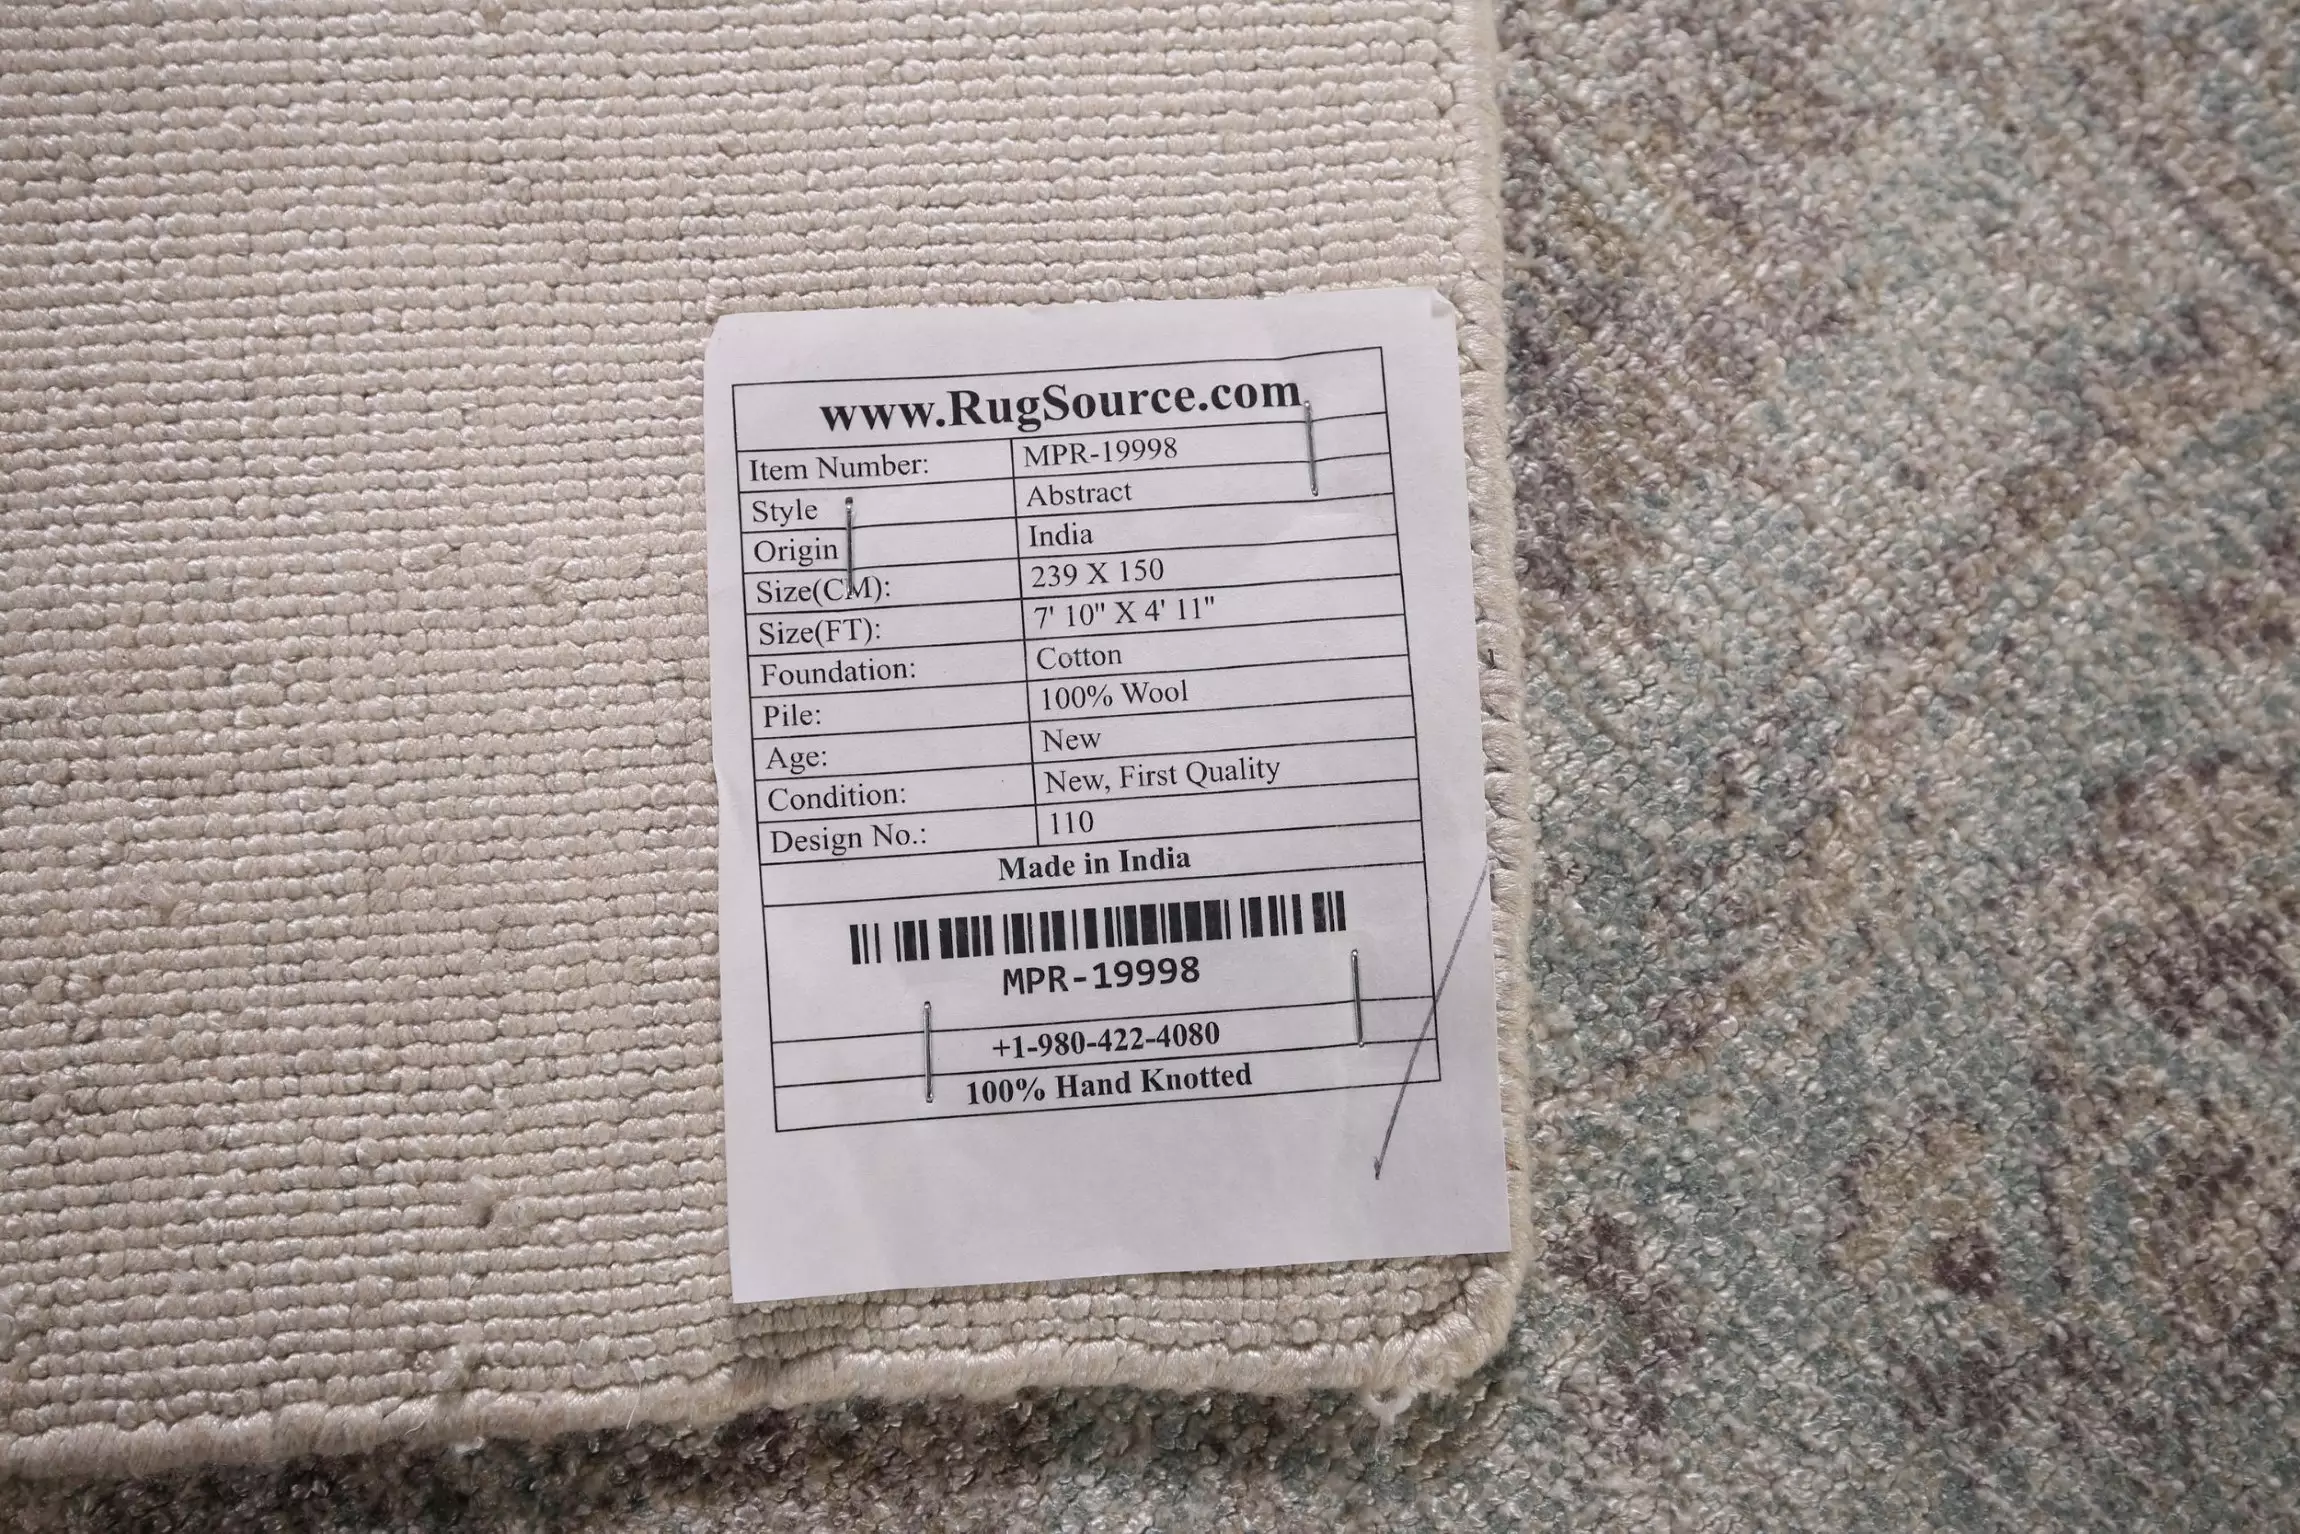 www.RugSource.com
Item Number: MPR-19998
Style Abstract
Origin India
Size(CM): 239 X 150
Size(FT): 7' 10" X 4' 11"
Foundation: Cotton
Pile: 100% Wool
Age: New
Condition: New, First Quality
Design No.: 110
Made in India
MPR-19998
+1-980-422-4080
100% Hand Knotted